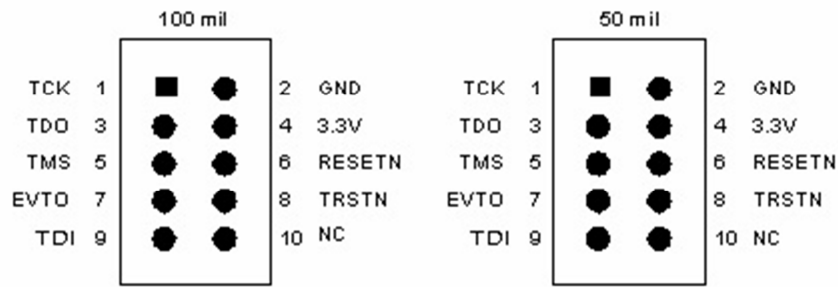 100 mil 50 mil
TCK 1 2 GND TCK 1 2 GND
TDO 3 4 3.3V TDO 3 4 3.3V
TMS 5 6 RESETN TMS 5 6 RESETN
EVTO 7 8 TRSTN EVTO 7 8 TRSTN
TDI 9 10 NC TDI 9 10 NC